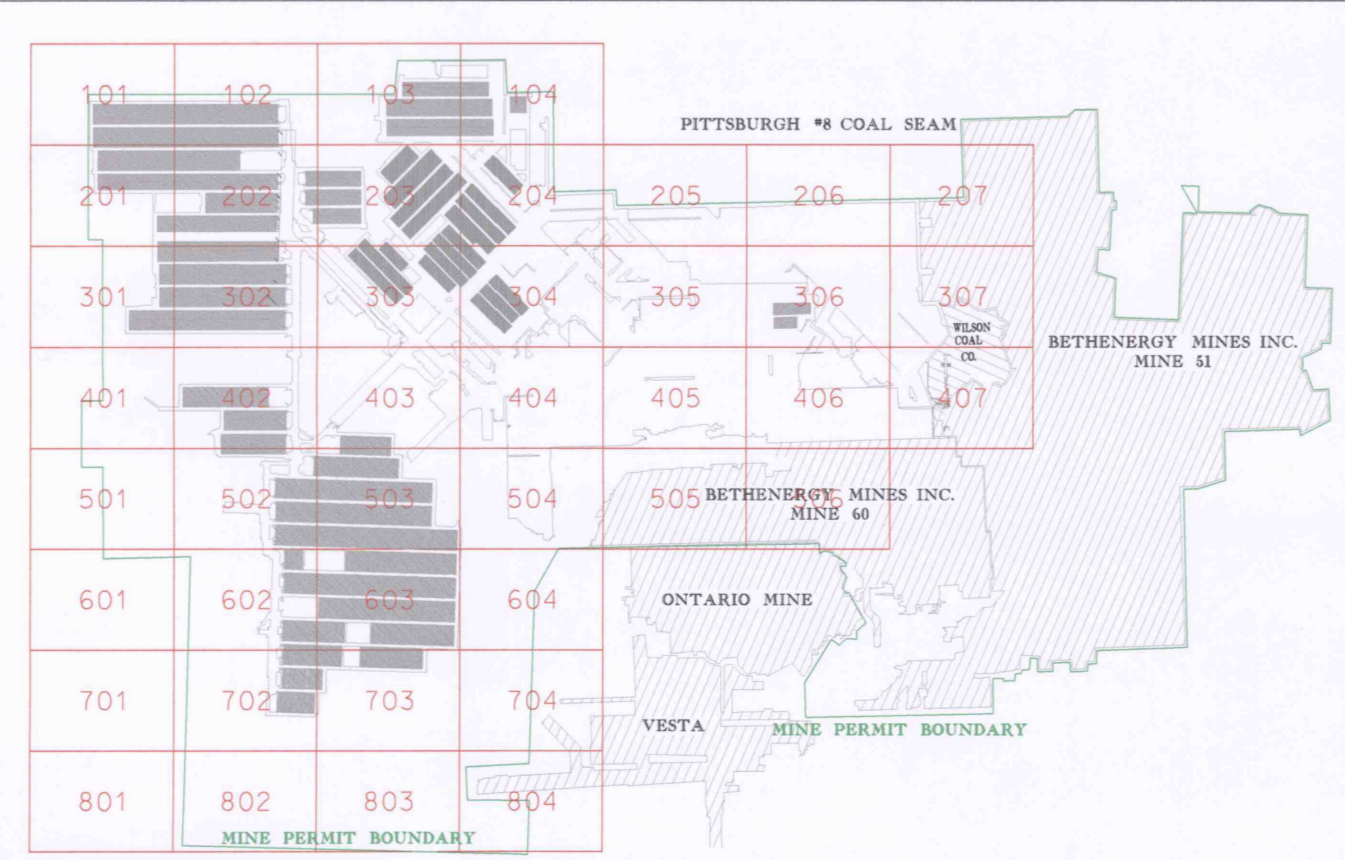 101 102 103 104
PITTSBURGH #8 COAL SEAM
201 202 203 204 205 206 207
301 302 303 304 305 306 307
WILSON
COAL
CO.
BETHENERGY MINES INC.
MINE 51
401 402 403 404 405 406 407
501 502 503 504 505 506
BETHENERGY MINES INC.
MINE 60
601 602 603 604
ONTARIO MINE
701 702 703 704
VESTA
MINE PERMIT BOUNDARY
801 802 803 804
MINE PERMIT BOUNDARY